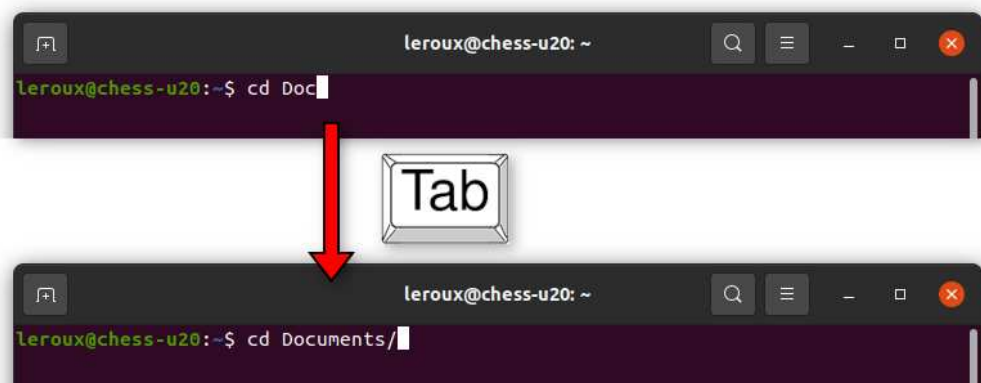 leroux@chess-u20: ~
leroux@chess-u20:~$ cd Doc
Tab
leroux@chess-u20: ~
leroux@chess-u20:~$ cd Documents/